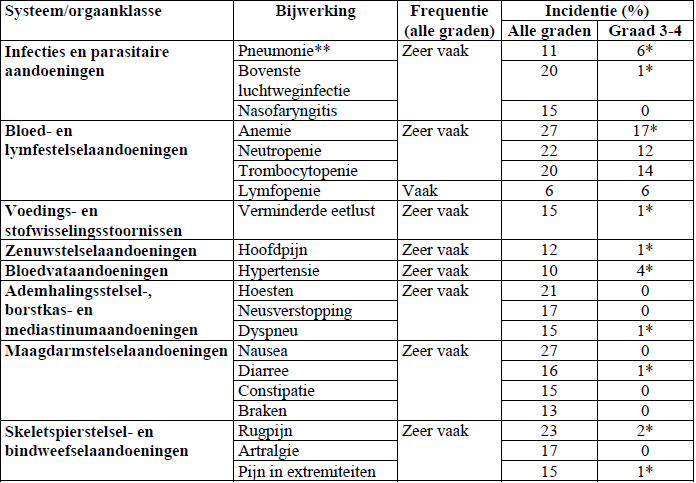 Systeem/orgaanklasse Bijwerking Frequentie Incidentie (%)
(alle graden) Alle graden Graad 3-4
Infecties en parasitaire Pneumonie** Zeer vaak 11 6*
aandoeningen Bovenste 20 1*
luchtweginfectie
Nasofaryngitis 15 0
Bloed- en Anemie Zeer vaak 27 17*
lymfestelselaandoeningen Neutropenie 22 12
Trombocytopenie 20 14
Lymfopenie Vaak 6 6
Voedings- en Verminderde eetlust Zeer vaak 15 1*
stofwisselingsstoornissen
Zenuwstelselaandoeningen Hoofdpijn Zeer vaak 12 1*
Bloedvataandoeningen Hypertensie Zeer vaak 10 4*
Ademhalingsstelsel-, Hoesten Zeer vaak 21 0
borstkas- en Neusverstopping 17 0
mediastinumaandoeningen Dyspneu 15 1*
Maagdarmstelselaandoeningen Nausea Zeer vaak 27 0
Diarree 16 1*
Constipatie 15 0
Braken 13 0
Skeletspierstelsel- en Rugpijn Zeer vaak 23 2*
bindweefselaandoeningen Artralgie 17 0
Pijn in extremiteiten 15 1*